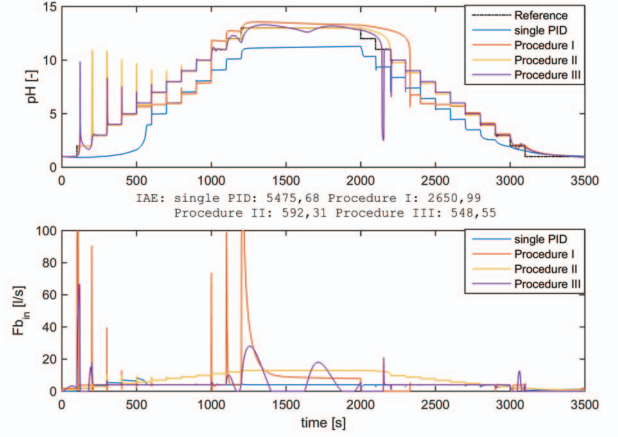 15
10
5
0
pH [-]
Reference
single PID
Procedure I
Procedure II
Procedure III
0 500 1000 1500 2000 2500 3000 3500
IAE: single PID: 5475,68 Procedure I: 2650,99
Procedure II: 592,31 Procedure III: 548,55
100
80
60
40
20
0
Fb_in [l/s]
single PID
Procedure I
Procedure II
Procedure III
0 500 1000 1500 2000 2500 3000 3500
time [s]